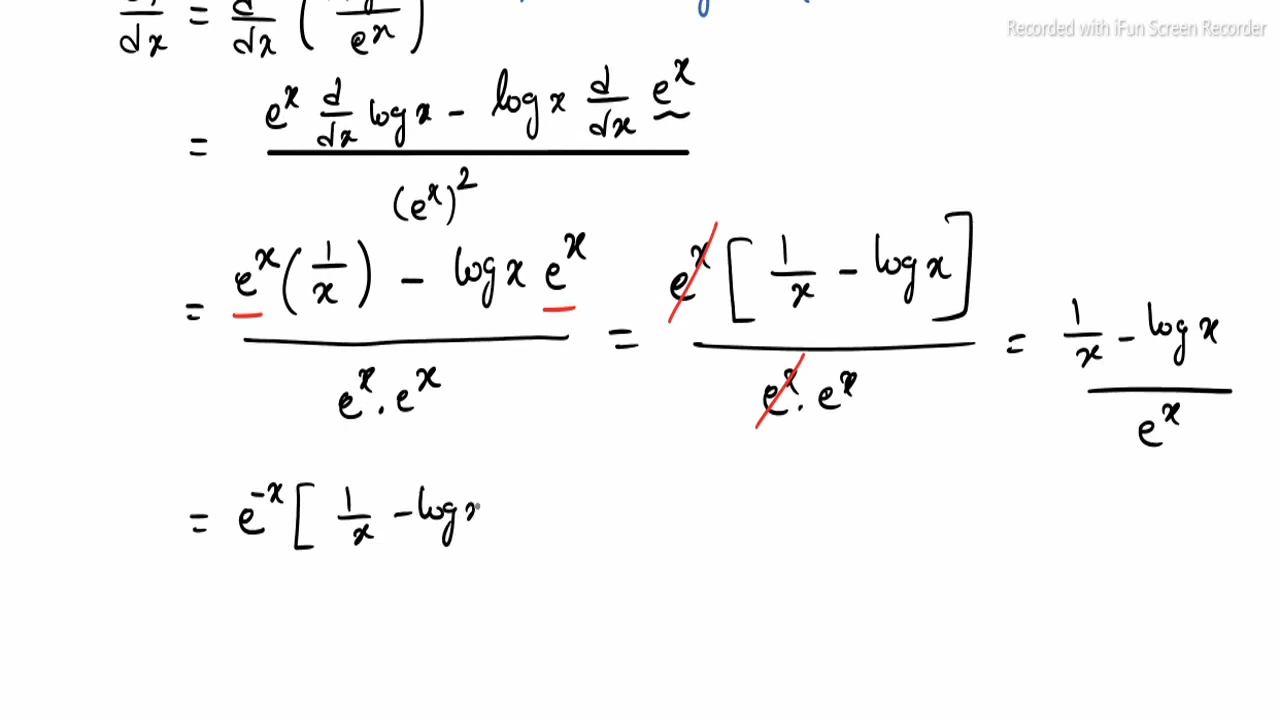 Recorded with iFun Screen Recorder
dx = dx ( e^x )
= e^x d/dx log x - log x d/dx e^x / (e^x)^2
= e^x (1/x) - log x e^x / e^x . e^x = e^x [ 1/x - log x ] / e^x . e^x = 1/x - log x / e^x
= e^-x [ 1/x - log x